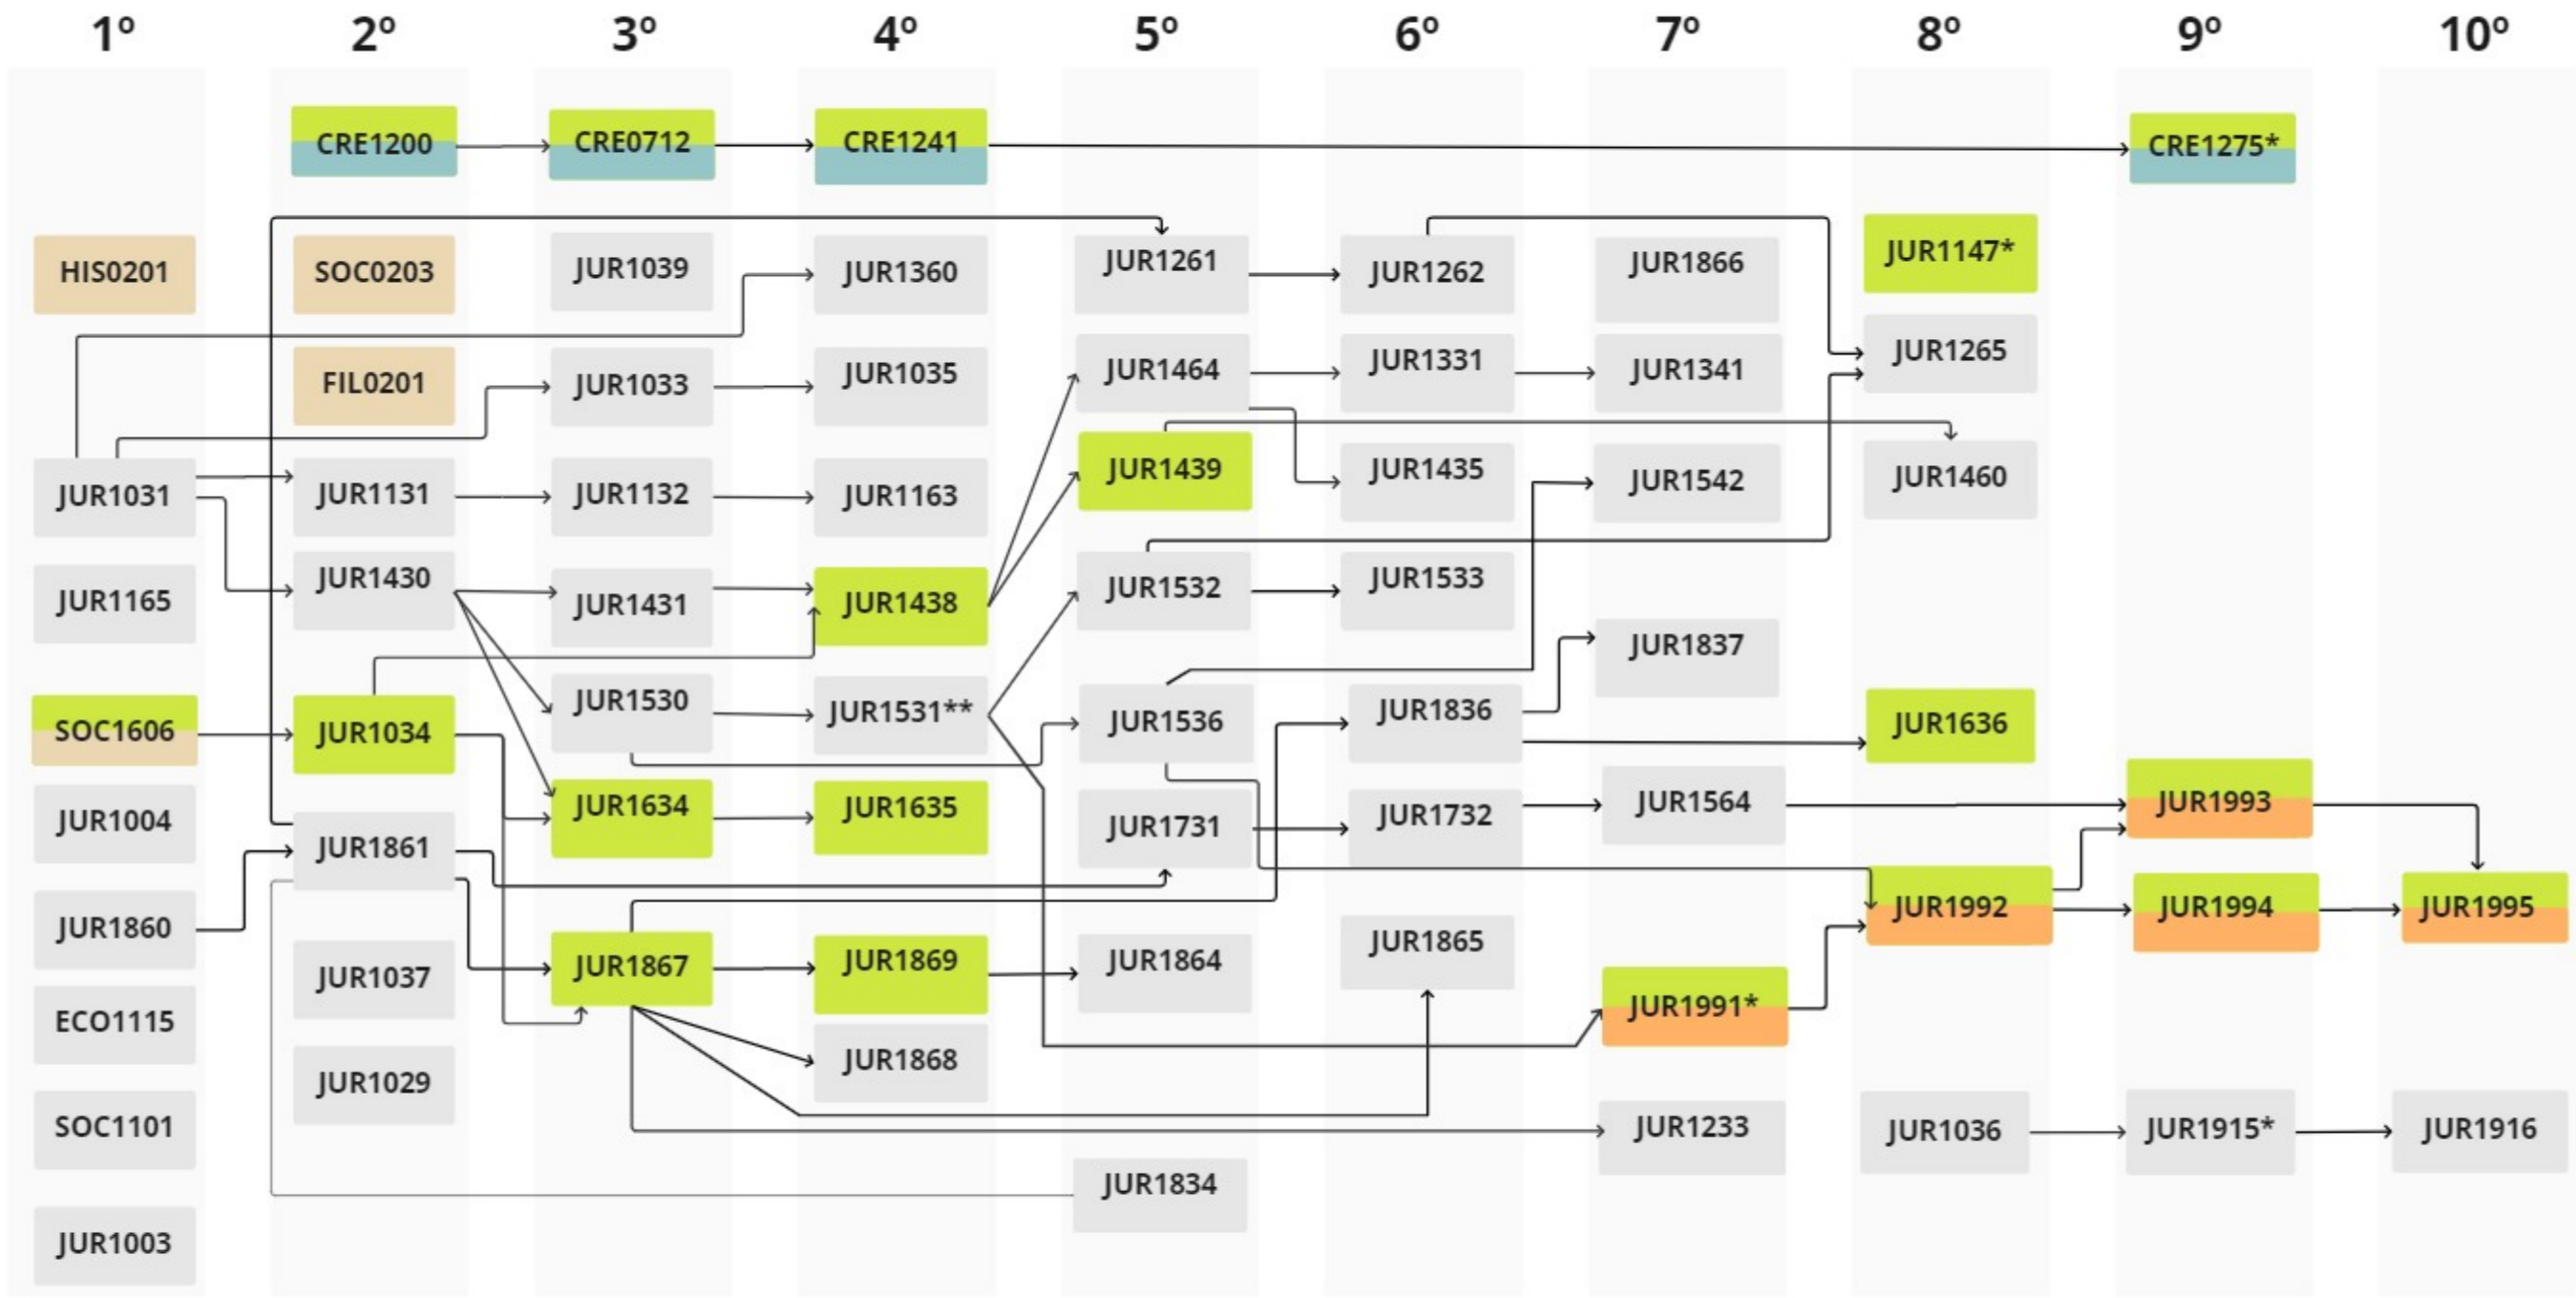 1º 2º 3º 4º 5º 6º 7º 8º 9º 10º
CRE1200 CRE0712 CRE1241 CRE1275*
HIS0201 SOC0203 JUR1039 JUR1360 JUR1261 JUR1262 JUR1866 JUR1147*
FIL0201 JUR1033 JUR1035 JUR1464 JUR1331 JUR1341 JUR1265
JUR1031 JUR1131 JUR1132 JUR1163 JUR1439 JUR1435 JUR1542 JUR1460
JUR1165 JUR1430 JUR1431 JUR1438 JUR1532 JUR1533 JUR1837
SOC1606 JUR1034 JUR1530 JUR1531** JUR1536 JUR1836 JUR1636
JUR1004 JUR1861 JUR1634 JUR1635 JUR1731 JUR1732 JUR1564 JUR1993
JUR1860 JUR1037 JUR1867 JUR1869 JUR1864 JUR1865 JUR1992 JUR1994 JUR1995
ECO1115 JUR1029 JUR1868 JUR1991*
SOC1101 JUR1834 JUR1233 JUR1036 JUR1915* JUR1916
JUR1003